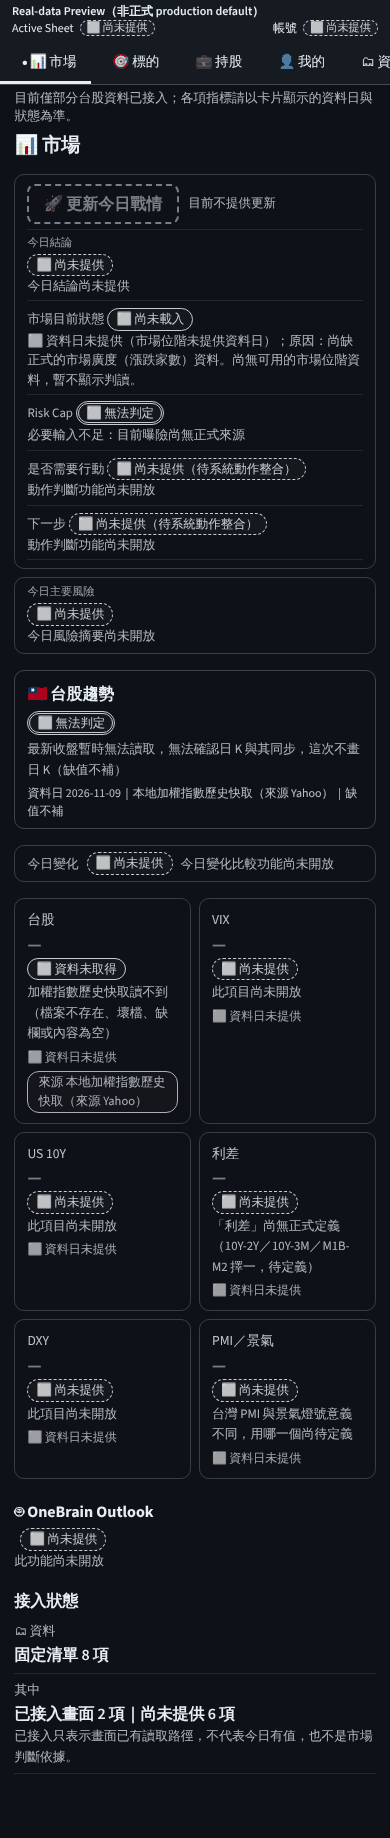 Real-data Preview（非正式 production default）
Active Sheet 尚未提供 帳號 尚未提供
• 📊 市場 🎯 標的 💼 持股 👤 我的 🗂 資
目前僅部分台股資料已接入；各項指標請以卡片顯示的資料日與
狀態為準。
📊 市場
🚀 更新今日戰情 目前不提供更新
今日結論
尚未提供
今日結論尚未提供
市場目前狀態 尚未載入
資料日未提供（市場位階未提供資料日）；原因：尚缺
正式的市場廣度（漲跌家數）資料。尚無可用的市場位階資
料，暫不顯示判讀。
Risk Cap 無法判定
必要輸入不足：目前曝險尚無正式來源
是否需要行動 尚未提供（待系統動作整合）
動作判斷功能尚未開放
下一步 尚未提供（待系統動作整合）
動作判斷功能尚未開放
今日主要風險
尚未提供
今日風險摘要尚未開放
🇹🇼 台股趨勢
無法判定
最新收盤暫時無法讀取，無法確認日 K 與其同步，這次不畫
日 K（缺值不補）
資料日 2026-11-09｜本地加權指數歷史快取（來源 Yahoo）｜缺
值不補
今日變化 尚未提供 今日變化比較功能尚未開放
台股
—
資料未取得
加權指數歷史快取讀不到
（檔案不存在、壞檔、缺
欄或內容為空）
資料日未提供
來源 本地加權指數歷史
快取（來源 Yahoo）
VIX
—
尚未提供
此項目尚未開放
資料日未提供
US 10Y
—
尚未提供
此項目尚未開放
資料日未提供
利差
—
尚未提供
「利差」尚無正式定義
（10Y-2Y／10Y-3M／M1B-
M2 擇一，待定義）
資料日未提供
DXY
—
尚未提供
此項目尚未開放
資料日未提供
PMI／景氣
—
尚未提供
台灣 PMI 與景氣燈號意義
不同，用哪一個尚待定義
資料日未提供
OneBrain Outlook
尚未提供
此功能尚未開放
接入狀態
🗂 資料
固定清單 8 項
其中
已接入畫面 2 項｜尚未提供 6 項
已接入只表示畫面已有讀取路徑，不代表今日有值，也不是市場
判斷依據。